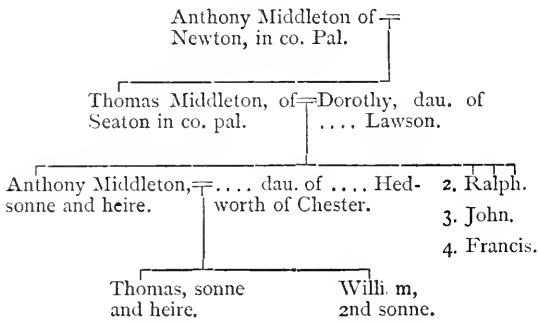 Anthony Middleton of
Newton, in co. Pal.
Thomas Middleton, of
Seaton in co. pal.
Dorothy, dau. of
.... Lawson.
Anthony Middleton,
sonne and heire.
.... dau. of .... Hed-
worth of Chester.
2. Ralph.
3. John.
4. Francis.
Thomas, sonne
and heire.
Willi m,
2nd sonne.